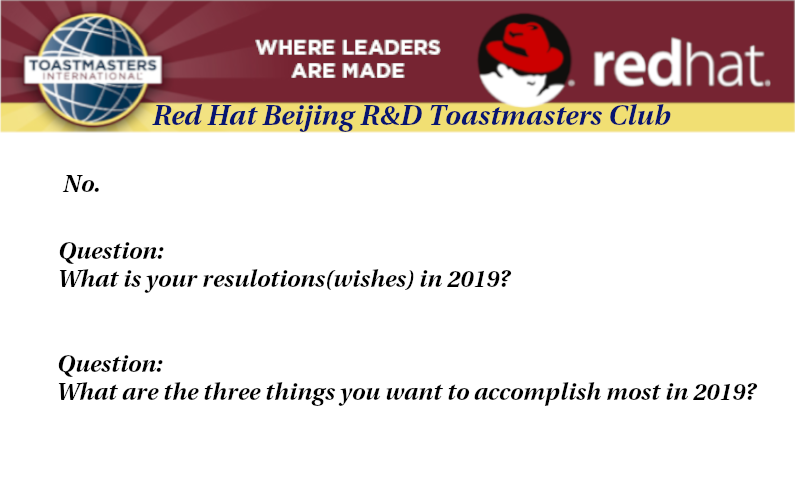 TOASTMASTERS
INTERNATIONAL
WHERE LEADERS
ARE MADE
redhat.
Red Hat Beijing R&D Toastmasters Club
No.
Question:
What is your resulotions(wishes) in 2019?
Question:
What are the three things you want to accomplish most in 2019?